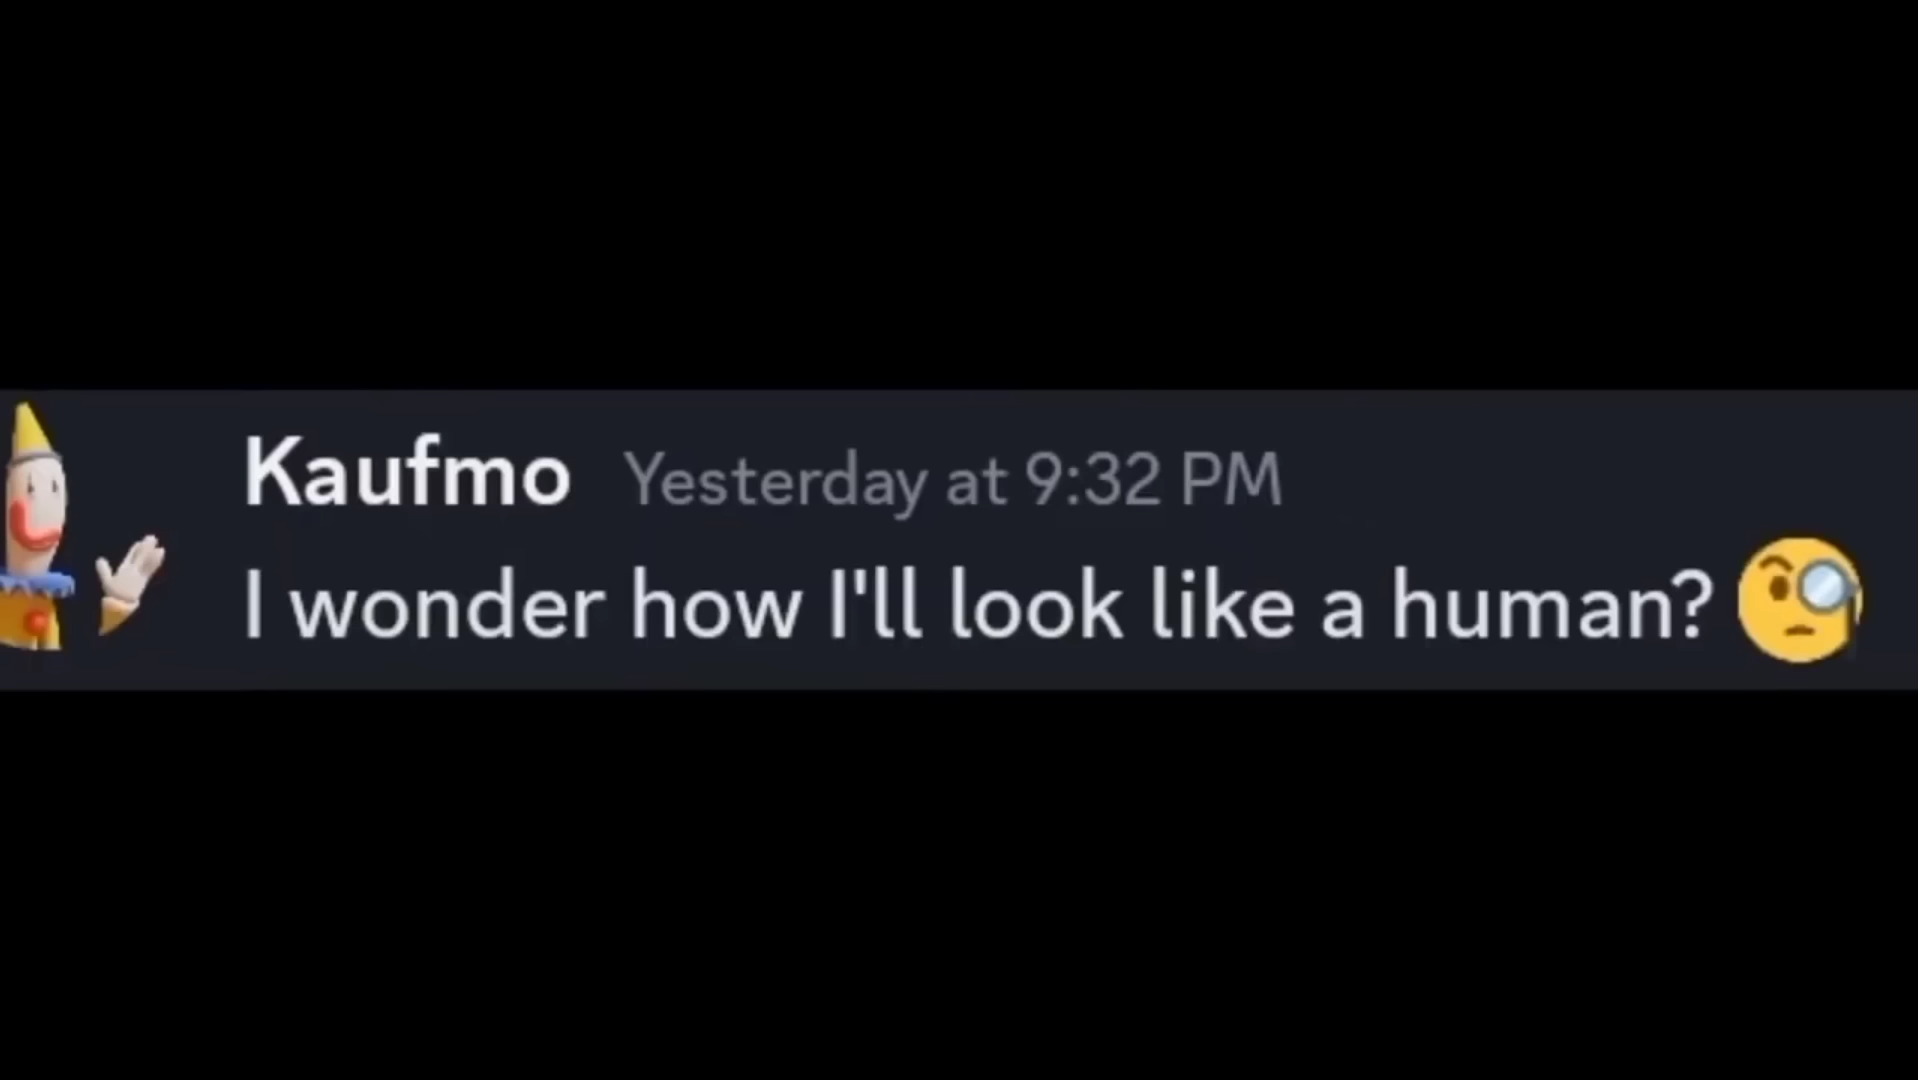 Kaufmo Yesterday at 9:32 PM
I wonder how I'll look like a human? 🧐